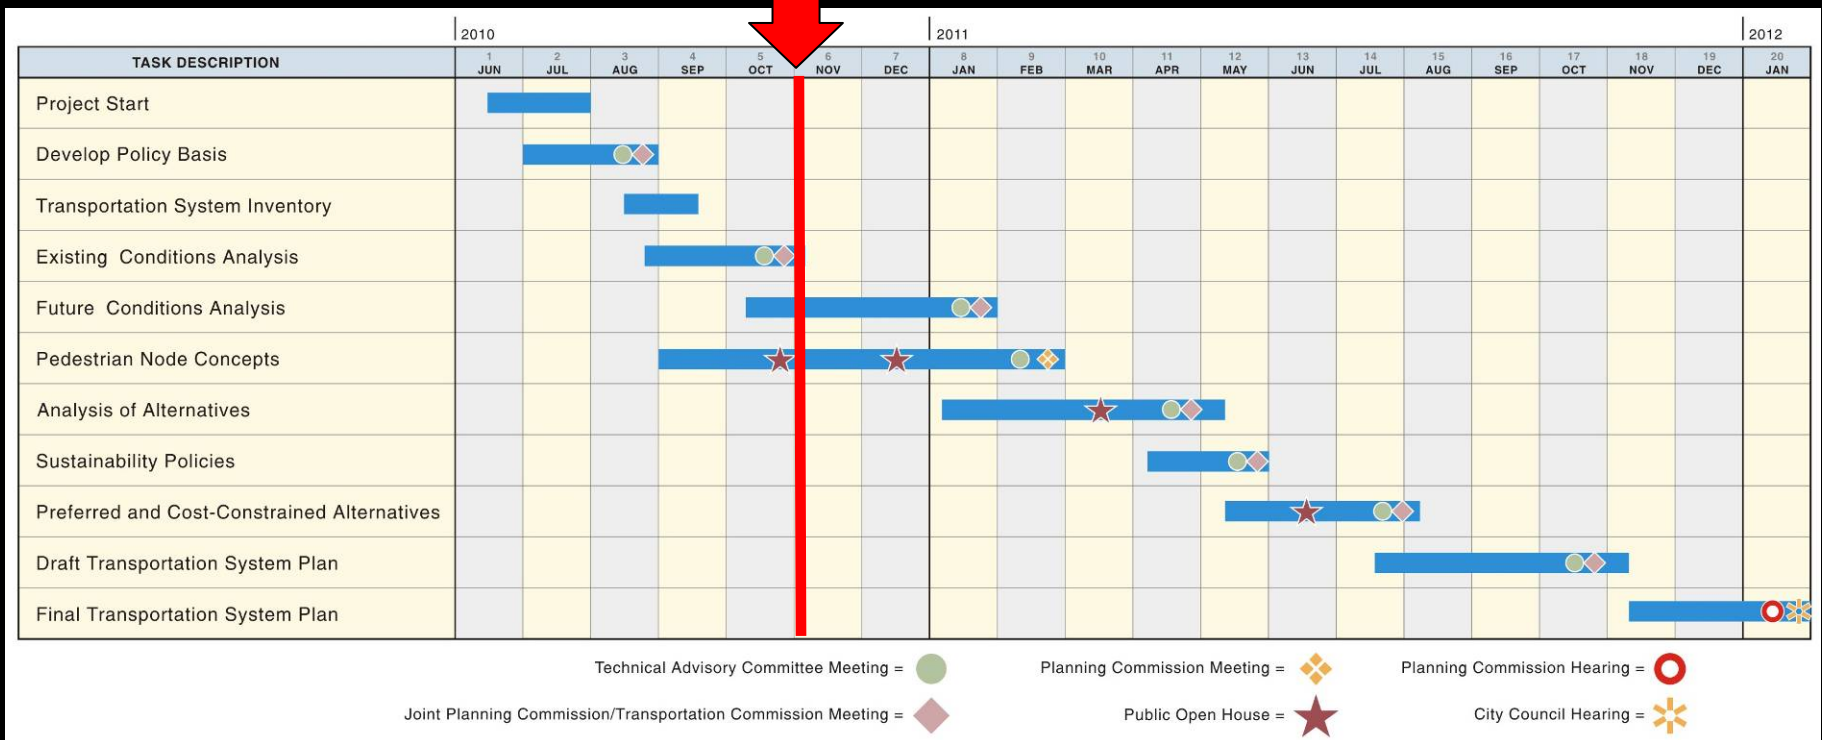 2010 2011 2012
TASK DESCRIPTION 1 2 3 4 5 6 7 8 9 10 11 12 13 14 15 16 17 18 19 20
JUN JUL AUG SEP OCT NOV DEC JAN FEB MAR APR MAY JUN JUL AUG SEP OCT NOV DEC JAN
Project Start
Develop Policy Basis
Transportation System Inventory
Existing Conditions Analysis
Future Conditions Analysis
Pedestrian Node Concepts
Analysis of Alternatives
Sustainability Policies
Preferred and Cost-Constrained Alternatives
Draft Transportation System Plan
Final Transportation System Plan
Technical Advisory Committee Meeting = Planning Commission Meeting = Planning Commission Hearing =
Joint Planning Commission/Transportation Commission Meeting = Public Open House = City Council Hearing =